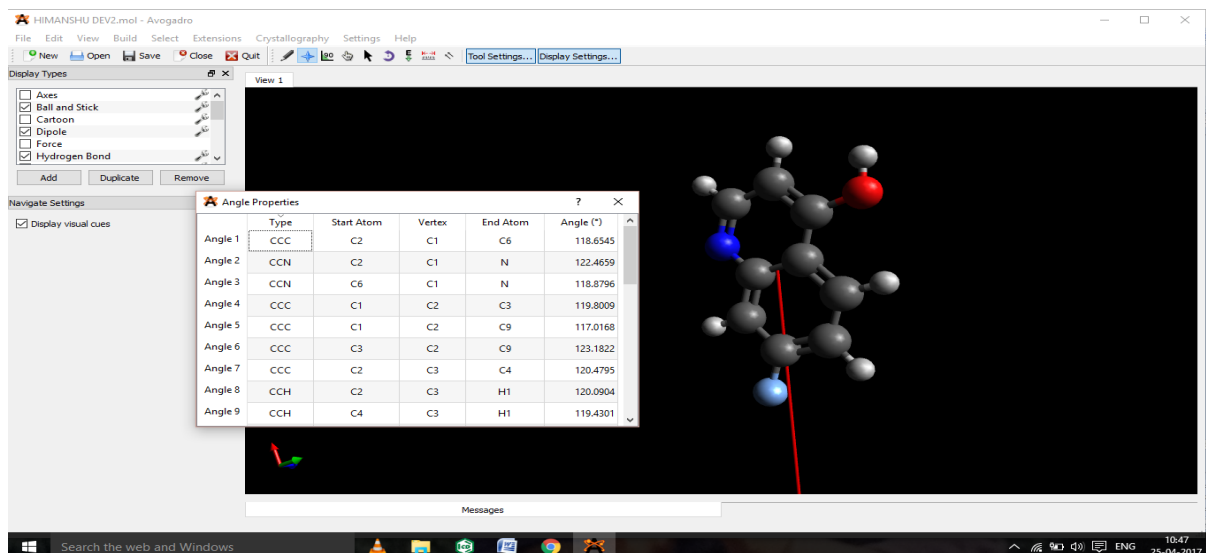 HIMANSHU DEV2.mol - Avogadro
File Edit View Build Select Extensions Crystallography Settings Help
New Open Save Close Quit Tool Settings... Display Settings...
Display Types
View 1
Axes
Ball and Stick
Cartoon
Dipole
Force
Hydrogen Bond
Add Duplicate Remove
Navigate Settings
Display visual cues
Angle Properties ?
Type Start Atom Vertex End Atom Angle (°)
Angle 1 CCC C2 C1 C6 118.6545
Angle 2 CCN C2 C1 N 122.4659
Angle 3 CCN C6 C1 N 118.8796
Angle 4 CCC C1 C2 C3 119.8009
Angle 5 CCC C1 C2 C9 117.0168
Angle 6 CCC C3 C2 C9 123.1822
Angle 7 CCC C2 C3 C4 120.4795
Angle 8 CCH C2 C3 H1 120.0904
Angle 9 CCH C4 C3 H1 119.4301
Messages
Search the web and Windows
ENG
10:47
25-04-2017